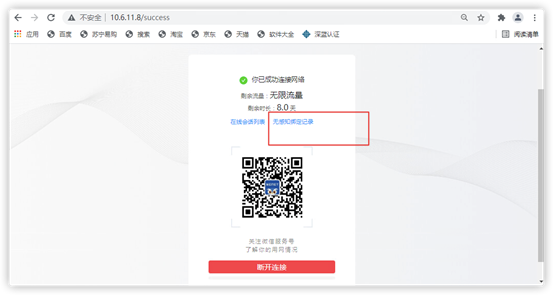 不安全 | 10.6.11.8/success
应用 百度 苏宁易购 搜索 淘宝 京东 天猫 软件大全 深蓝认证 阅读清单
你已成功连接网络
剩余流量：无限流量
剩余时长：8.0 天
在线会话列表 | 无感知绑定记录
关注微信服务号
了解你的用网情况
断开连接